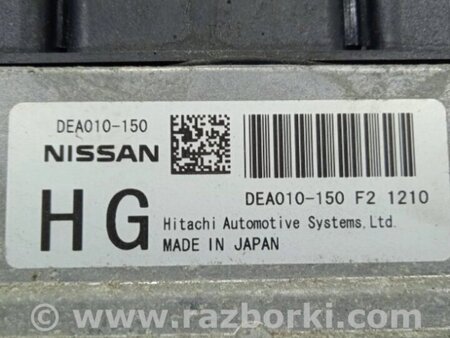 DEA010-150
NISSAN
DEA010-150 F2 1210
HG
Hitachi Automotive Systems,Ltd.
MADE IN JAPAN
© www.razborki.com